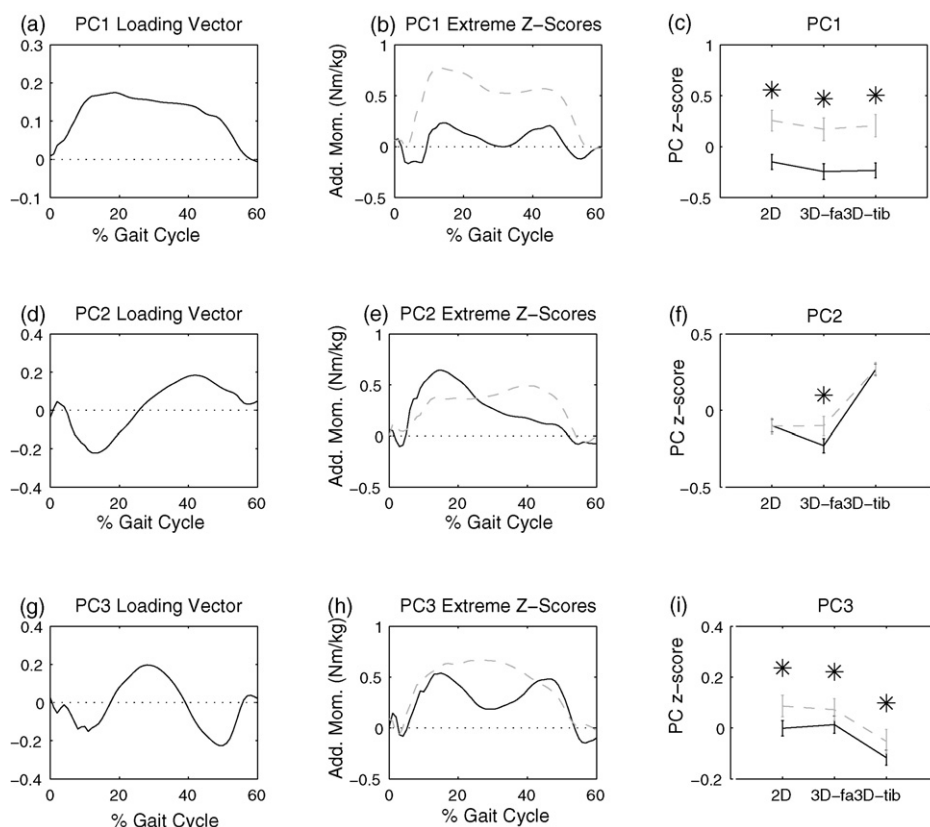 (a) PC1 Loading Vector
0.3
0.2
0.1
0
−0.1
0 20 40 60
% Gait Cycle
(b) PC1 Extreme Z−Scores
Add. Mom. (Nm/kg)
1
0.5
0
−0.5
0 20 40 60
% Gait Cycle
(c) PC1
PC z−score
1
0.5
0
−0.5
2D 3D−fa3D−tib
(d) PC2 Loading Vector
0.4
0.2
0
−0.2
−0.4
0 20 40 60
% Gait Cycle
(e) PC2 Extreme Z−Scores
Add. Mom. (Nm/kg)
1
0.5
0
−0.5
0 20 40 60
% Gait Cycle
(f) PC2
PC z−score
0.5
0
−0.5
2D 3D−fa3D−tib
(g) PC3 Loading Vector
0.4
0.2
0
−0.2
−0.4
0 20 40 60
% Gait Cycle
(h) PC3 Extreme Z−Scores
Add. Mom. (Nm/kg)
1
0.5
0
−0.5
0 20 40 60
% Gait Cycle
(i) PC3
PC z−score
0.4
0.2
0
−0.2
2D 3D−fa3D−tib